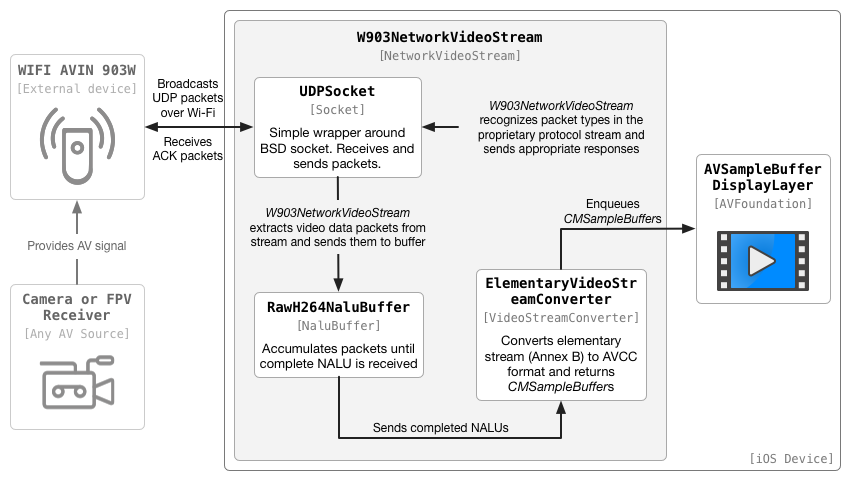 W903NetworkVideoStream
[NetworkVideoStream]
WIFI AVIN 903W
[External device]
Broadcasts
UDP packets
over Wi-Fi
Receives
ACK packets
UDPSocket
[Socket]
Simple wrapper around
BSD socket. Receives and
sends packets.
W903NetworkVideoStream
recognizes packet types in the
proprietary protocol stream and
sends appropriate responses
AVSampleBuffer
DisplayLayer
[AVFoundation]
Enqueues
CMSampleBuffers
W903NetworkVideoStream
extracts video data packets from
stream and sends them to buffer
Provides AV signal
Camera or FPV
Receiver
[Any AV Source]
RawH264NaluBuffer
[NaluBuffer]
Accumulates packets until
complete NALU is received
ElementaryVideoStr
eamConverter
[VideoStreamConverter]
Converts elementary
stream (Annex B) to AVCC
format and returns
CMSampleBuffers
Sends completed NALUs
[iOS Device]